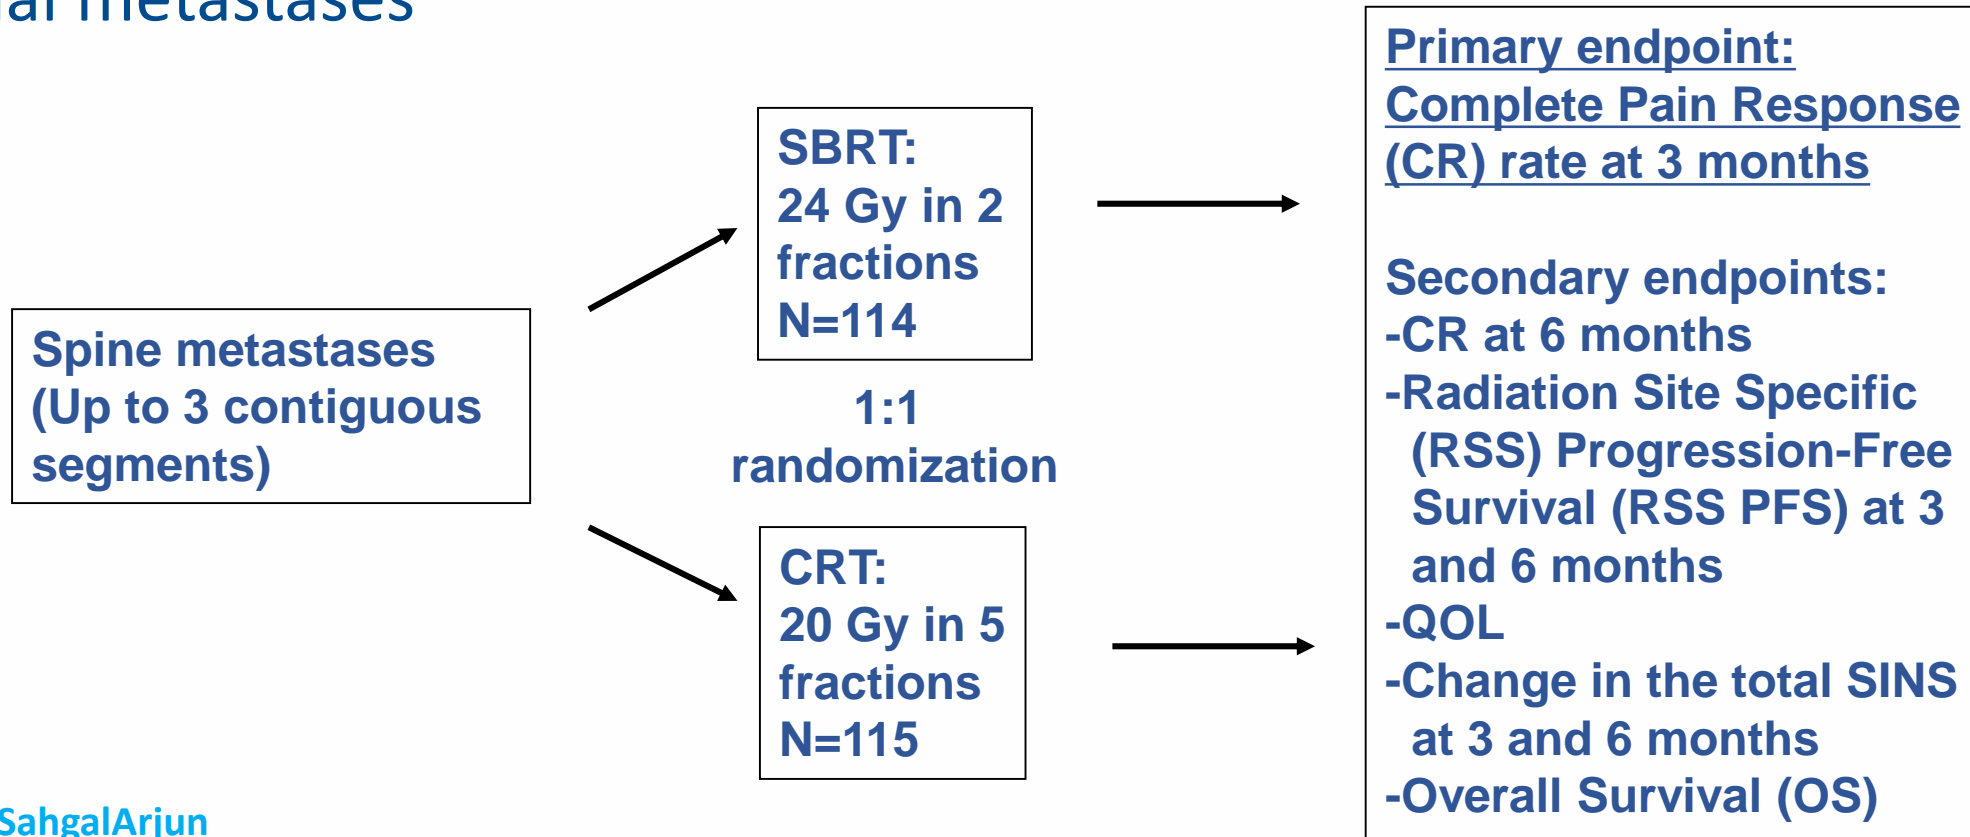 metastases
Spine metastases
(Up to 3 contiguous
segments)
SBRT:
24 Gy in 2
fractions
N=114
1:1
randomization
CRT:
20 Gy in 5
fractions
N=115
Primary endpoint:
Complete Pain Response
(CR) rate at 3 months
Secondary endpoints:
-CR at 6 months
-Radiation Site Specific
(RSS) Progression-Free
Survival (RSS PFS) at 3
and 6 months
-QOL
-Change in the total SINS
at 3 and 6 months
-Overall Survival (OS)
SahgalArjun